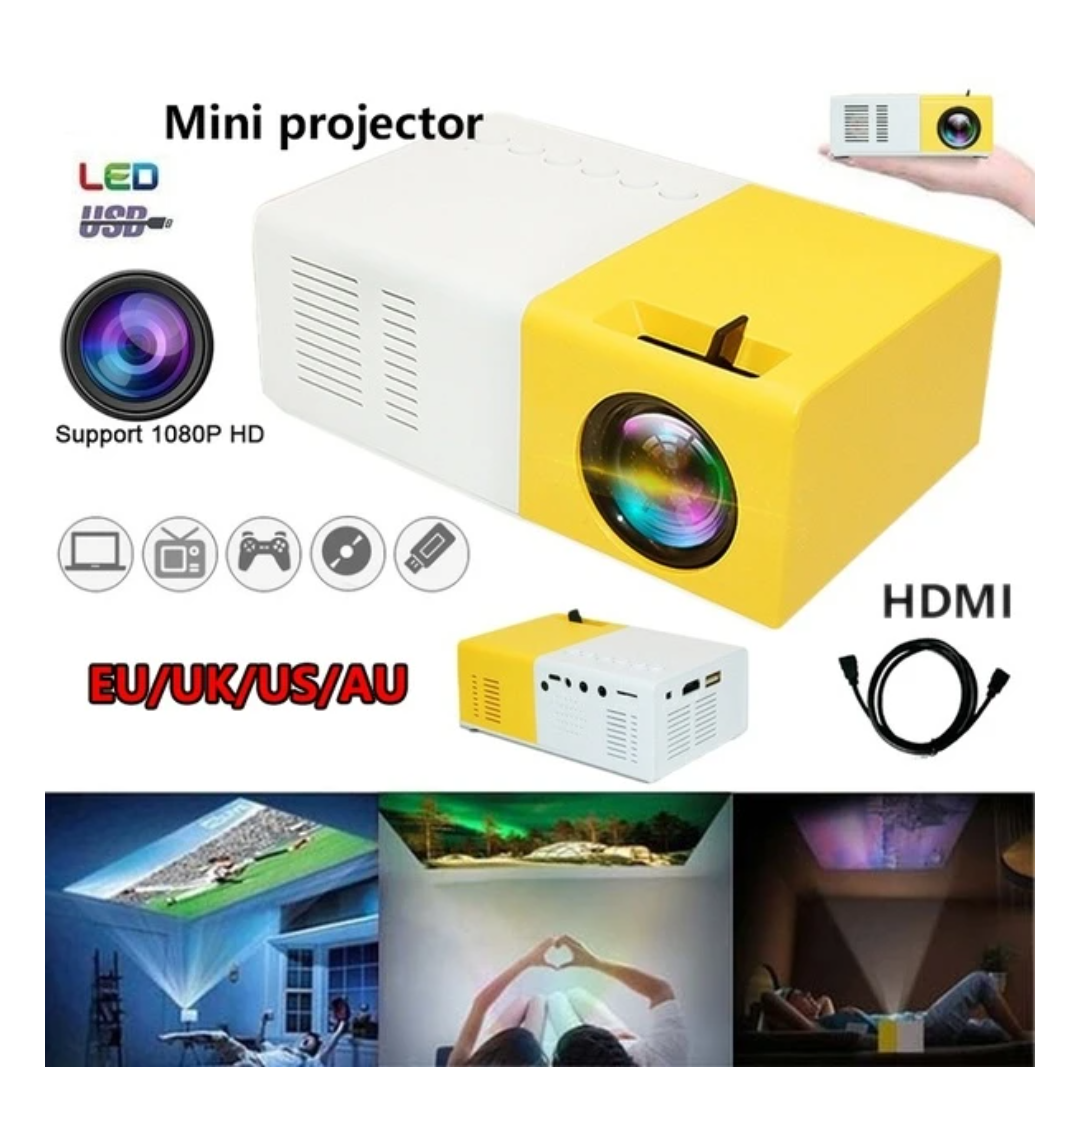 Mini projector
LED
USB
Support 1080P HD
HDMI
EU/UK/US/AU